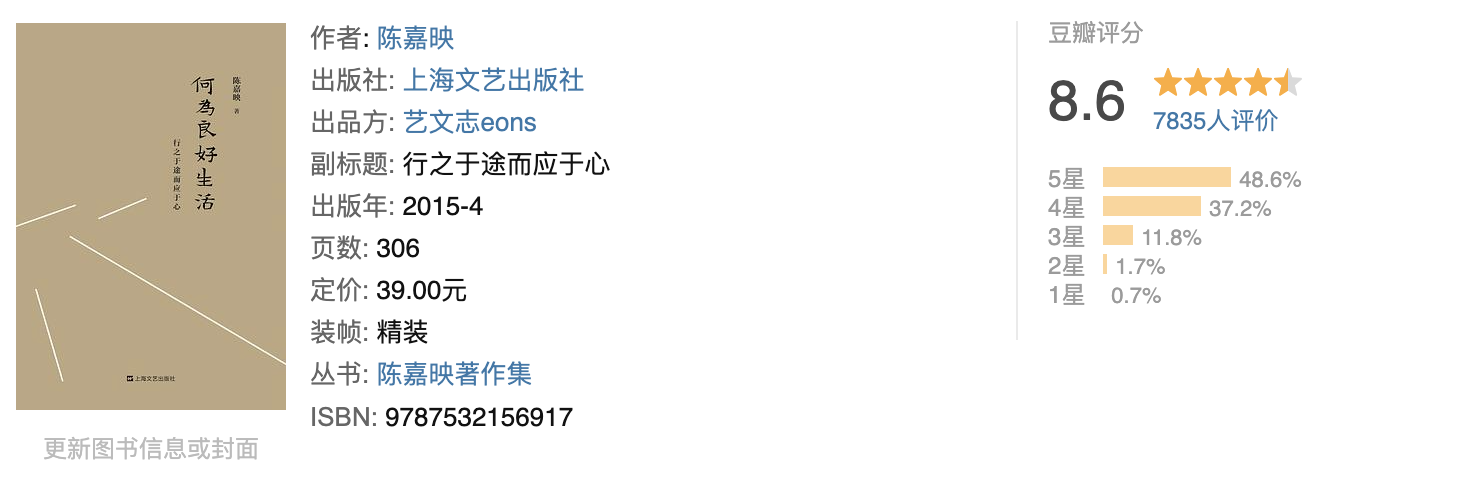 陈嘉映 著
何為良好生活
行之于途而应于心
上海文艺出版社
更新图书信息或封面
作者: 陈嘉映
出版社: 上海文艺出版社
出品方: 艺文志eons
副标题: 行之于途而应于心
出版年: 2015-4
页数: 306
定价: 39.00元
装帧: 精装
丛书: 陈嘉映著作集
ISBN: 9787532156917
豆瓣评分
8.6
7835人评价
5星 48.6%
4星 37.2%
3星 11.8%
2星 1.7%
1星 0.7%